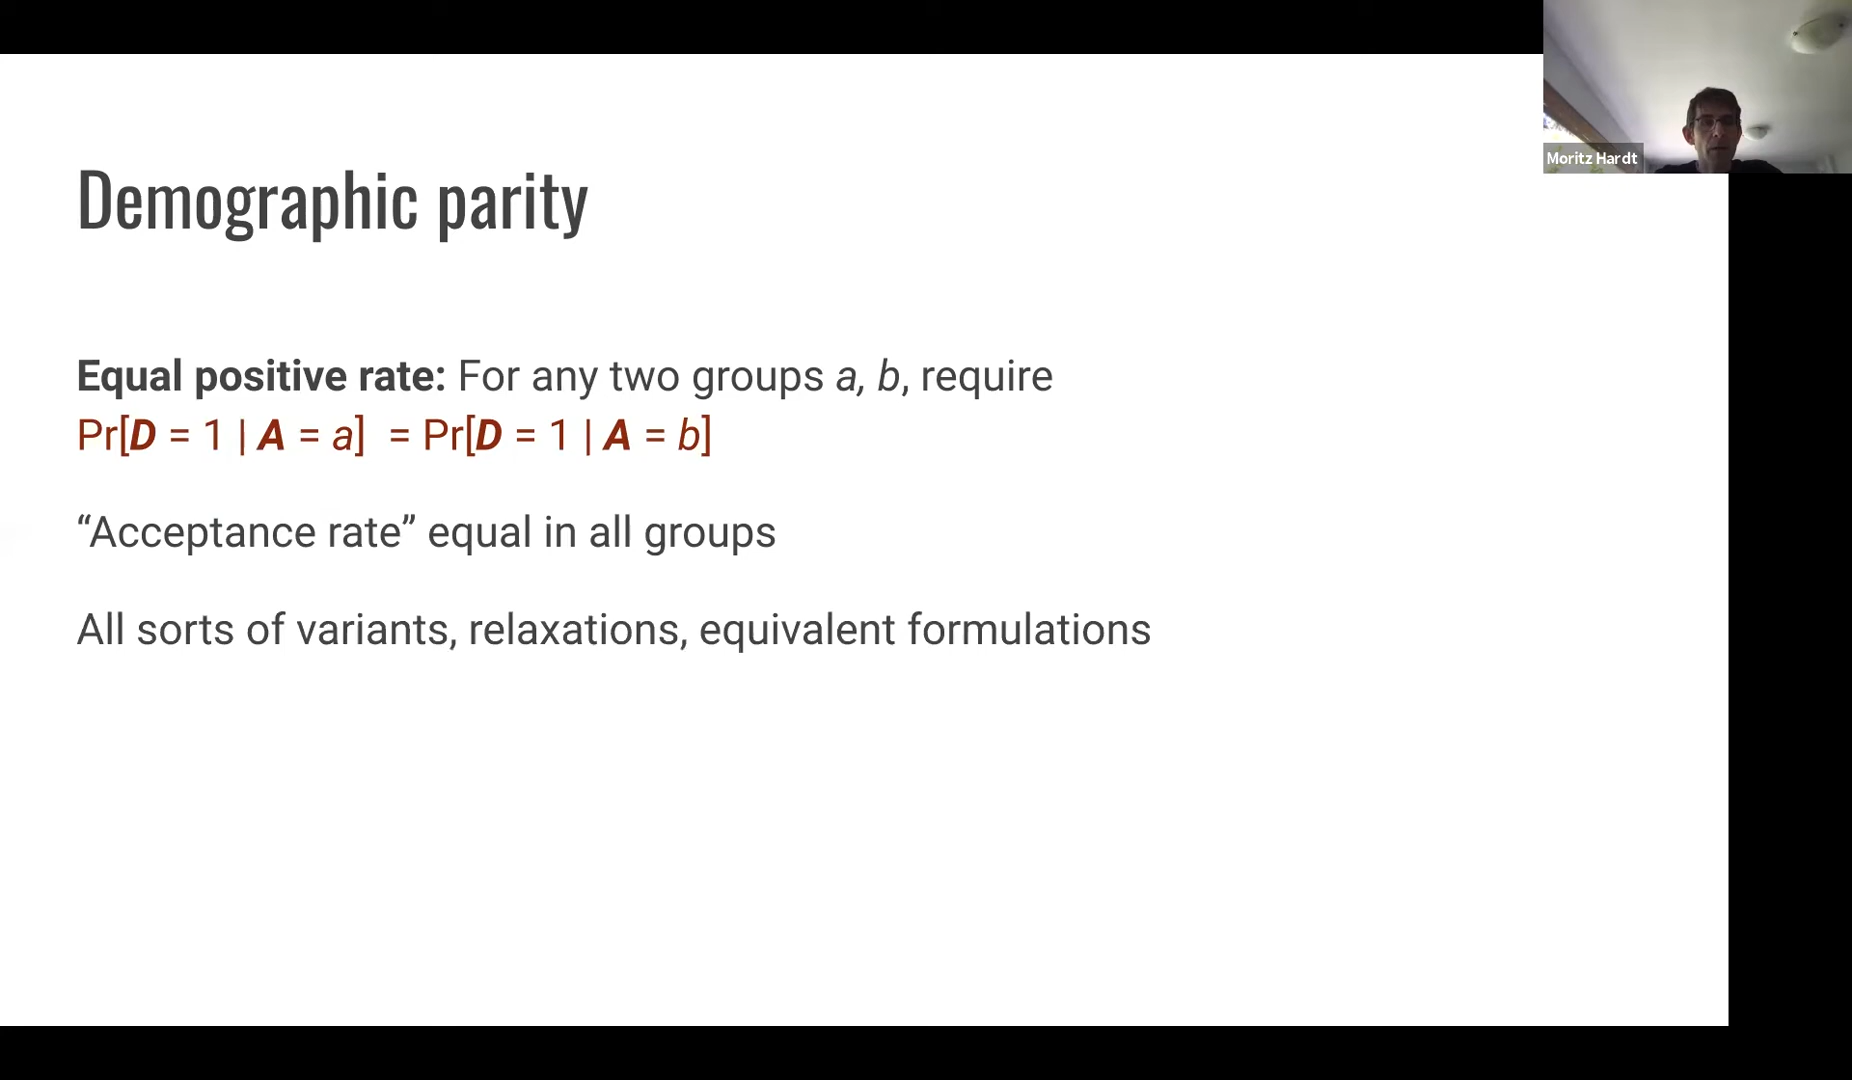 Moritz Hardt
Demographic parity
Equal positive rate: For any two groups a, b, require
Pr[D = 1 | A = a] = Pr[D = 1 | A = b]
“Acceptance rate” equal in all groups
All sorts of variants, relaxations, equivalent formulations